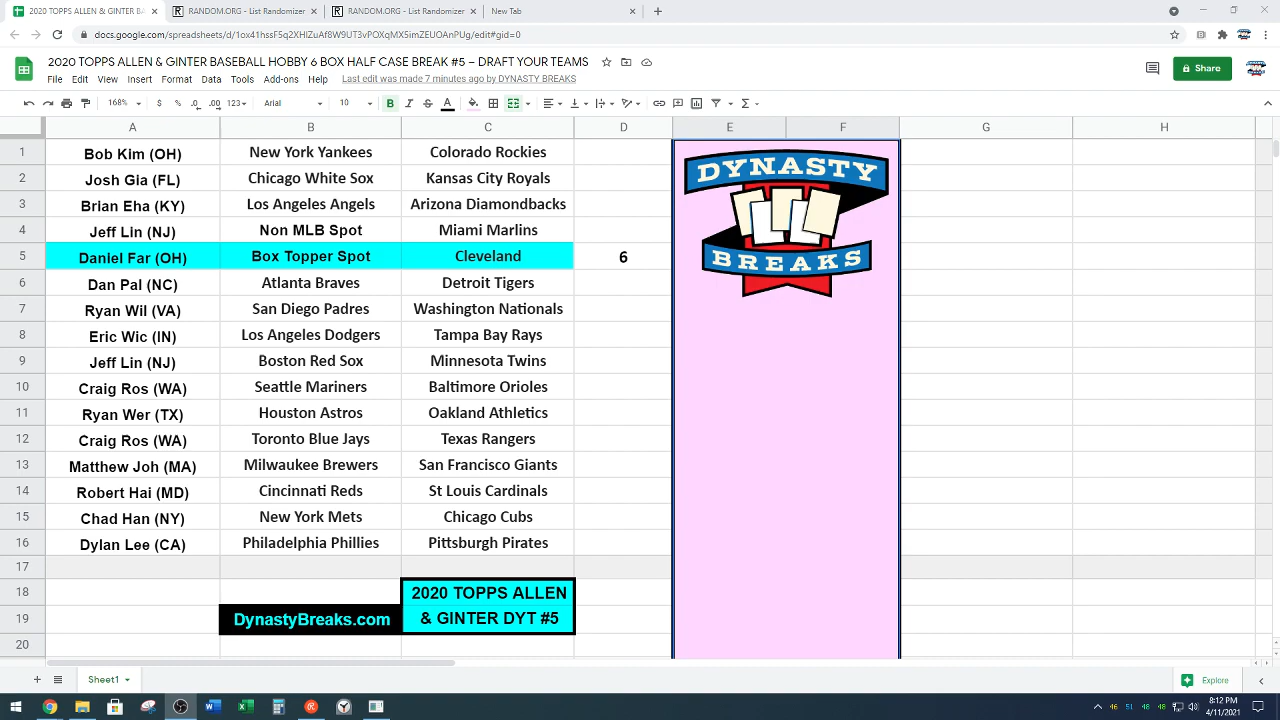 2020 TOPPS ALLEN & GINTER BA
RANDOM.ORG - List Randomizer
RANDOM.ORG - List Randomizer
New Tab
docs.google.com/spreadsheets/d/1ox41hssF5q2XHlZuAf8W9UT3vPOXqMX5imZEUOAnPUg/edit#gid=0
2020 TOPPS ALLEN & GINTER BASEBALL HOBBY 6 BOX HALF CASE BREAK #5 – DRAFT YOUR TEAMS
File Edit View Insert Format Data Tools Add-ons Help Last edit was made 7 minutes ago by DYNASTY BREAKS
Share
168% $ % .0 .00 123 Arial 10 B I S A
A B C D E F G H
1 Bob Kim (OH) New York Yankees Colorado Rockies
2 Josh Gia (FL) Chicago White Sox Kansas City Royals
3 Brian Eha (KY) Los Angeles Angels Arizona Diamondbacks
4 Jeff Lin (NJ) Non MLB Spot Miami Marlins
5 Daniel Far (OH) Box Topper Spot Cleveland 6
6 Dan Pal (NC) Atlanta Braves Detroit Tigers
7 Ryan Wil (VA) San Diego Padres Washington Nationals
8 Eric Wic (IN) Los Angeles Dodgers Tampa Bay Rays
9 Jeff Lin (NJ) Boston Red Sox Minnesota Twins
10 Craig Ros (WA) Seattle Mariners Baltimore Orioles
11 Ryan Wer (TX) Houston Astros Oakland Athletics
12 Craig Ros (WA) Toronto Blue Jays Texas Rangers
13 Matthew Joh (MA) Milwaukee Brewers San Francisco Giants
14 Robert Hai (MD) Cincinnati Reds St Louis Cardinals
15 Chad Han (NY) New York Mets Chicago Cubs
16 Dylan Lee (CA) Philadelphia Phillies Pittsburgh Pirates
17
18 2020 TOPPS ALLEN
19 DynastyBreaks.com & GINTER DYT #5
20
DYNASTY
BREAKS
Sheet1
Explore
46 51 48 48
8:12 PM
4/11/2021